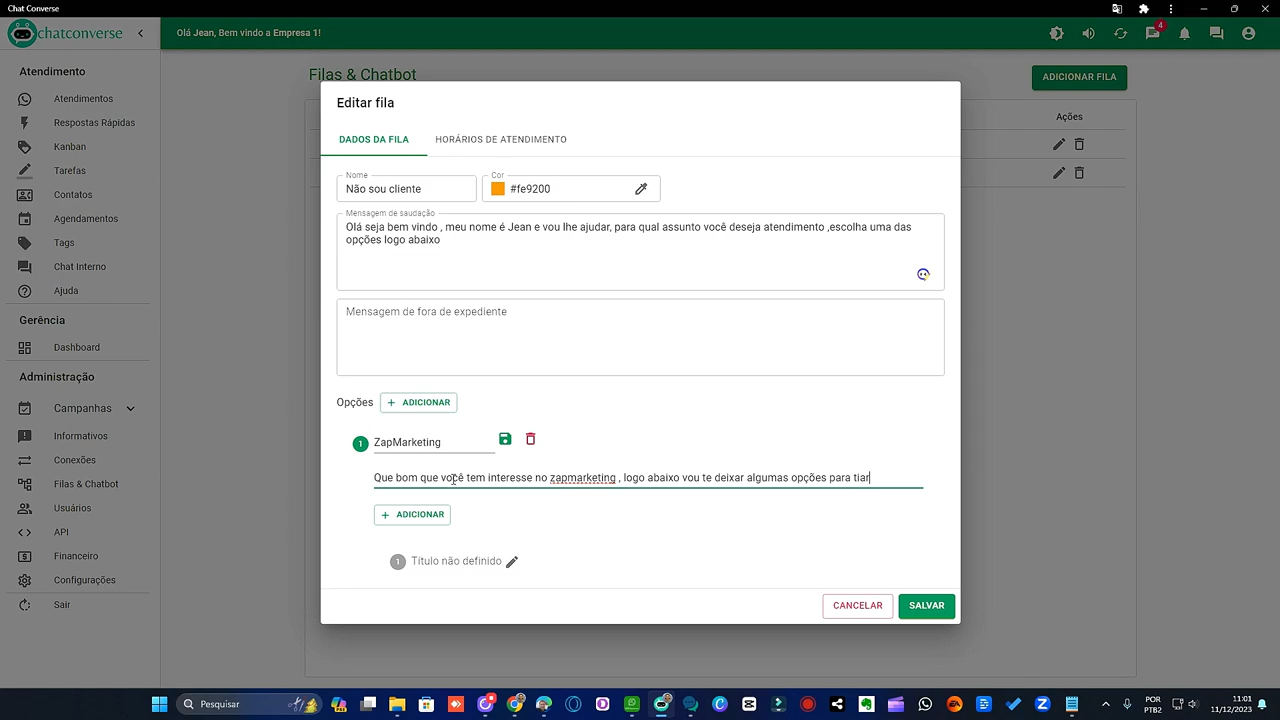 Chat Converse
chatconverse
Olá Jean, Bem vindo a Empresa 1!
4
Atendimento
Atendimentos
Respostas Rápidas
Kanban
Tarefas
Contatos
Agendamentos
Tags
Chat Interno
Ajuda
Gerência
Dashboard
Administração
Campanhas
Informativos
Conexões
Filas & Chatbot
Usuários
API
Financeiro
Configurações
Sair
Filas & Chatbot
ADICIONAR FILA
Ações
Editar fila
DADOS DA FILA
HORÁRIOS DE ATENDIMENTO
Nome
Não sou cliente
Cor
#fe9200
Mensagem de saudação
Olá seja bem vindo , meu nome é Jean e vou lhe ajudar, para qual assunto você deseja atendimento ,escolha uma das
opções logo abaixo
Mensagem de fora de expediente
Opções
+ ADICIONAR
1 ZapMarketing
Que bom que você tem interesse no zapmarketing , logo abaixo vou te deixar algumas opções para tiar
+ ADICIONAR
1 Título não definido
CANCELAR
SALVAR
Pesquisar
POR
PTB2
11:01
11/12/2023